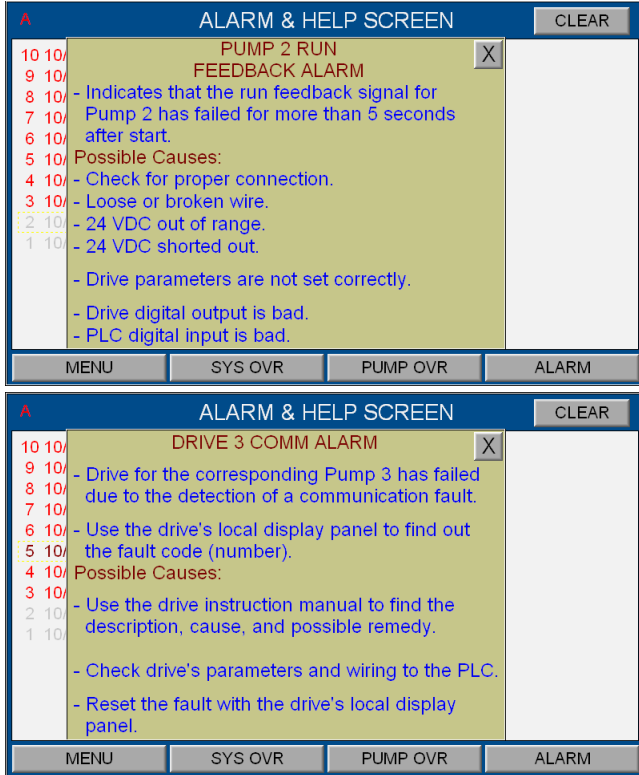 A
ALARM & HELP SCREEN
CLEAR
PUMP 2 RUN
X
FEEDBACK ALARM
10 10/
9 10/
8 10/
7 10/
6 10/
5 10/
4 10/
3 10/
2 10/
1 10/
- Indicates that the run feedback signal for
Pump 2 has failed for more than 5 seconds
after start.
Possible Causes:
- Check for proper connection.
- Loose or broken wire.
- 24 VDC out of range.
- 24 VDC shorted out.
- Drive parameters are not set correctly.
- Drive digital output is bad.
- PLC digital input is bad.
MENU
SYS OVR
PUMP OVR
ALARM
A
ALARM & HELP SCREEN
CLEAR
DRIVE 3 COMM ALARM
X
10 10/
9 10/
8 10/
7 10/
6 10/
5 10/
4 10/
3 10/
2 10/
1 10/
- Drive for the corresponding Pump 3 has failed
due to the detection of a communication fault.
- Use the drive's local display panel to find out
the fault code (number).
Possible Causes:
- Use the drive instruction manual to find the
description, cause, and possible remedy.
- Check drive's parameters and wiring to the PLC.
- Reset the fault with the drive's local display
panel.
MENU
SYS OVR
PUMP OVR
ALARM